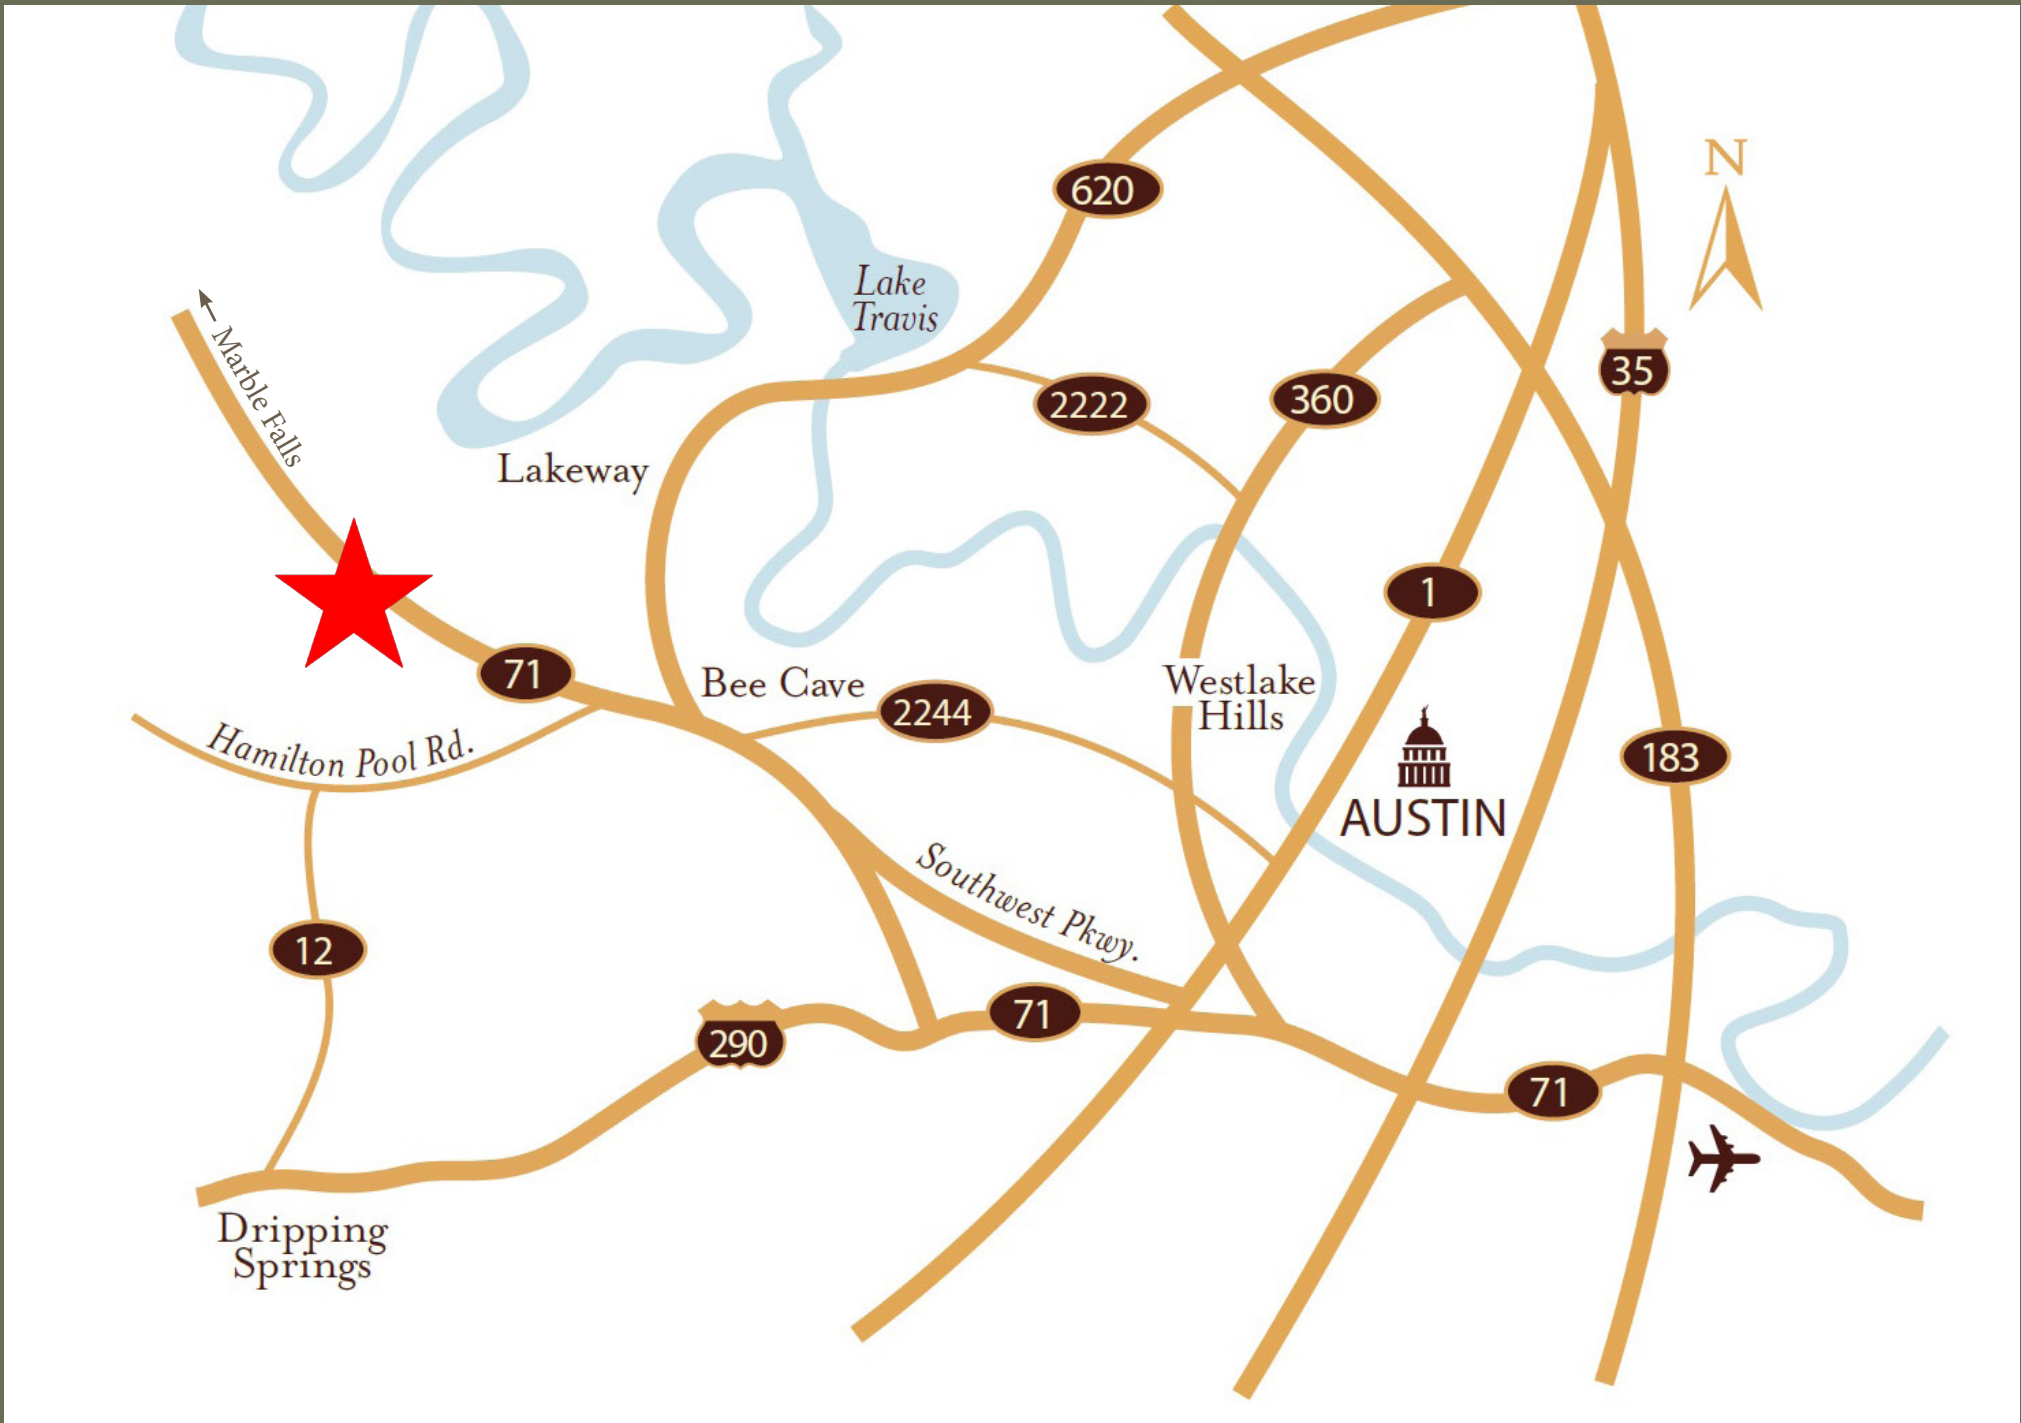 N
620
Lake
Travis
← Marble Falls
35
2222
360
Lakeway
1
71
Bee Cave
2244
Westlake
Hills
Hamilton Pool Rd.
183
AUSTIN
Southwest Pkwy.
12
71
290
71
Dripping
Springs